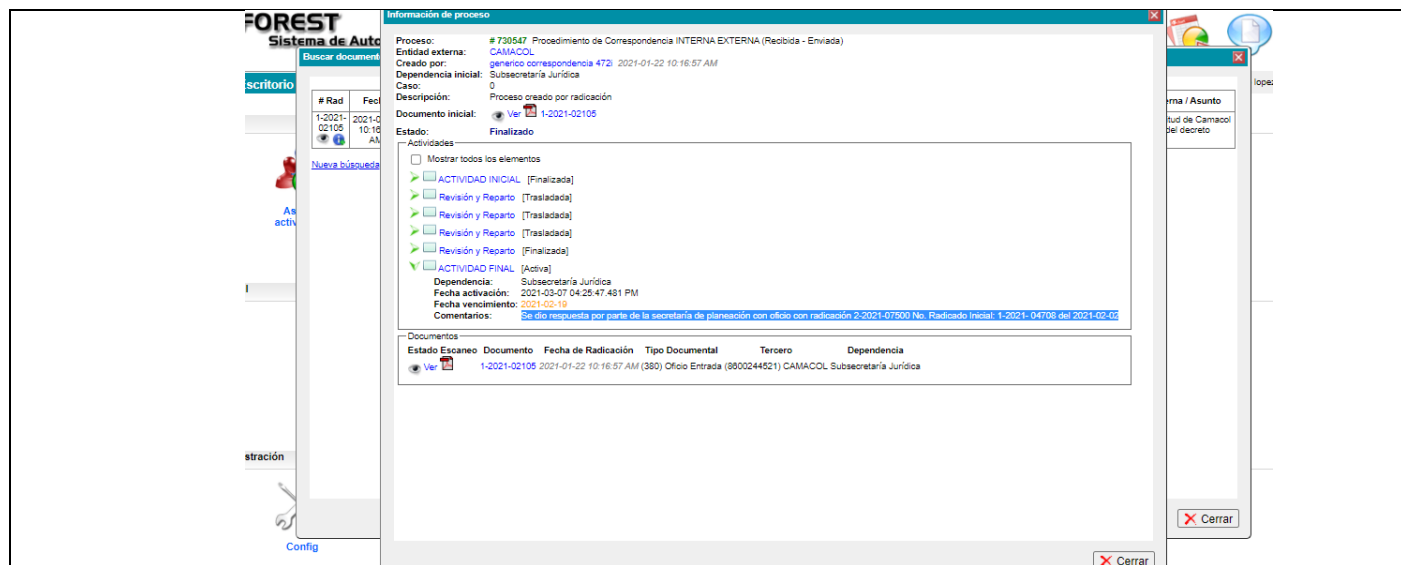 FOREST
Sistema de Auto
Buscar document
Escritorio
# Rad Fec
1-2021-02105 2021-0 10:16 AM
Nueva búsqueda
As
activ
stración
Config
Información de proceso
Proceso: # 730547 Procedimiento de Correspondencia INTERNA EXTERNA (Recibida - Enviada)
Entidad externa: CAMACOL
Creado por: generico correspondencia 472i 2021-01-22 10:16:57 AM
Dependencia inicial: Subsecretaría Jurídica
Caso: 0
Descripción: Proceso creado por radicación
Documento inicial: Ver 1-2021-02105
Estado: Finalizado
Actividades
Mostrar todos los elementos
ACTIVIDAD INICIAL [Finalizada]
Revisión y Reparto [Trasladada]
Revisión y Reparto [Trasladada]
Revisión y Reparto [Trasladada]
Revisión y Reparto [Finalizada]
ACTIVIDAD FINAL [Activa]
Dependencia: Subsecretaría Jurídica
Fecha activación: 2021-03-07 04:25:47.481 PM
Fecha vencimiento: 2021-02-19
Comentarios: Se dio respuesta por parte de la secretaría de planeación con oficio con radicación 2-2021-07500 No. Radicado Inicial: 1-2021- 04708 del 2021-02-02
Documentos
Estado Escaneo Documento Fecha de Radicación Tipo Documental Tercero Dependencia
Ver 1-2021-02105 2021-01-22 10:16:57 AM (380) Oficio Entrada (8600244521) CAMACOL Subsecretaría Jurídica
Cerrar
lopez
erna / Asunto
tud de Camacol
del decreto
Cerrar